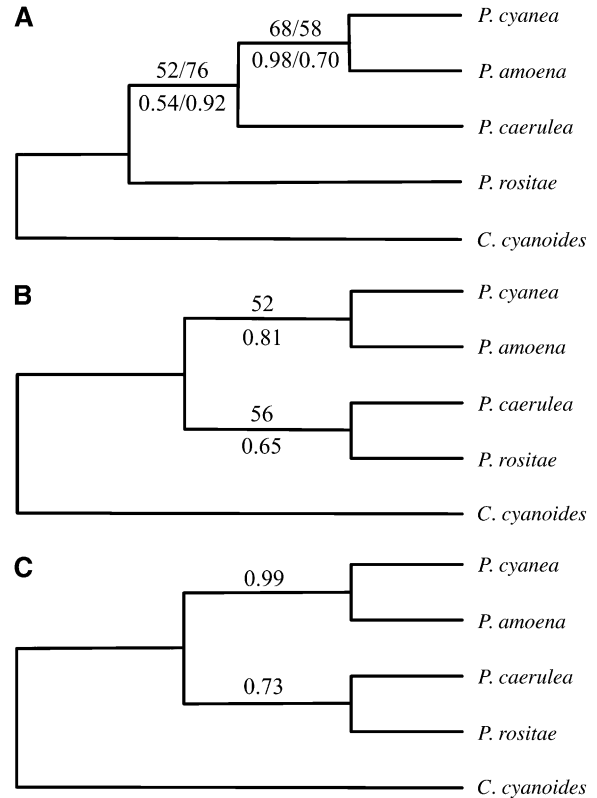 A
68/58
P. cyanea
0.98/0.70
52/76
P. amoena
0.54/0.92
P. caerulea
P. rositae
C. cyanoides
B
52
P. cyanea
0.81
P. amoena
56
P. caerulea
0.65
P. rositae
C. cyanoides
C
0.99
P. cyanea
P. amoena
0.73
P. caerulea
P. rositae
C. cyanoides